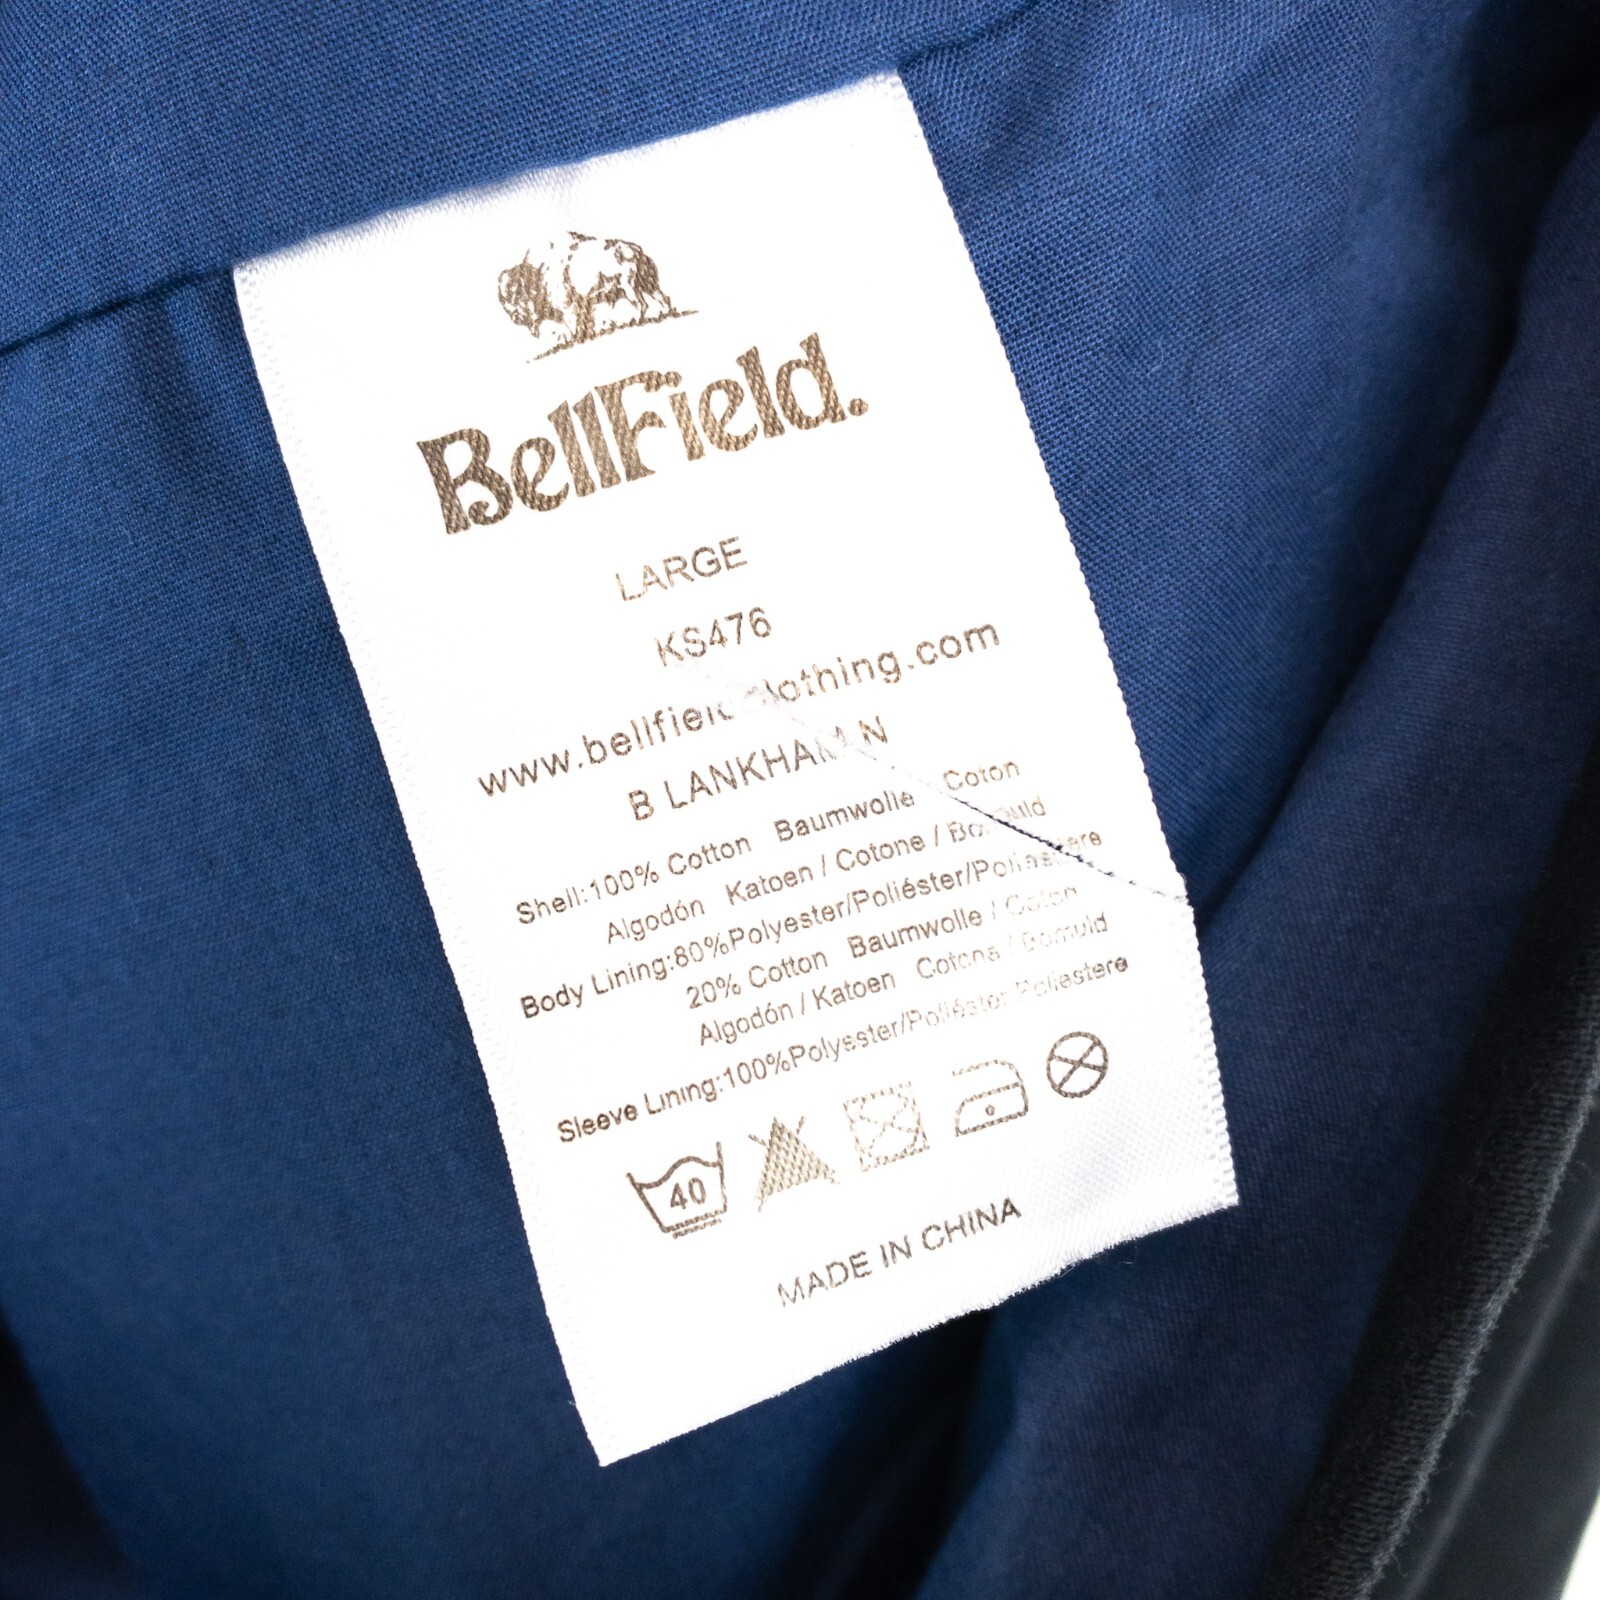 BellField.
LARGE
KS476
www.bellfieldclothing.com
B LANKHAM N
Shell:100% Cotton Baumwolle Coton
Algodón Katoen / Cotone / Bomuld
Body Lining:80%Polyester/Poliéster/Poliestere
20% Cotton Baumwolle / Coton
Algodón / Katoen Cotone / Bomuld
Sleeve Lining:100%Polyester/Poliéster Poliestere
40
MADE IN CHINA